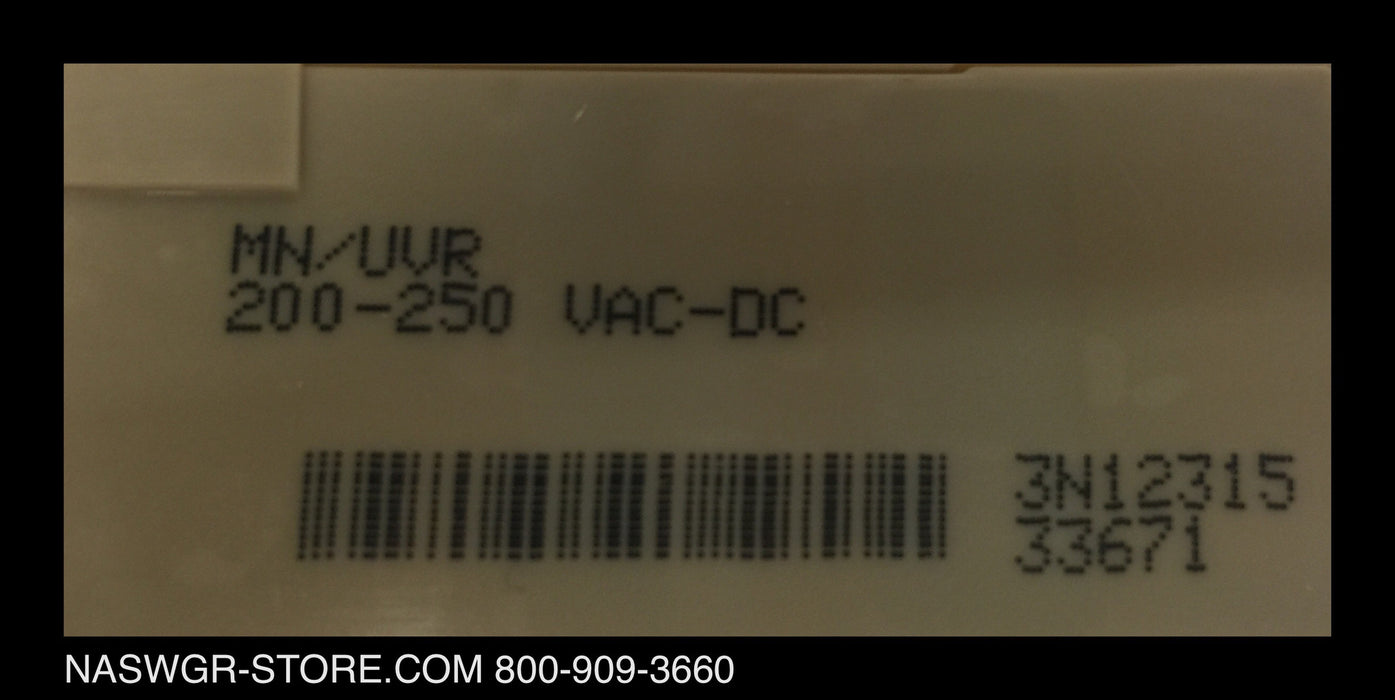 MN/UVR
200-250 VAC-DC
3N12315
33671
NASWGR-STORE.COM 800-909-3660